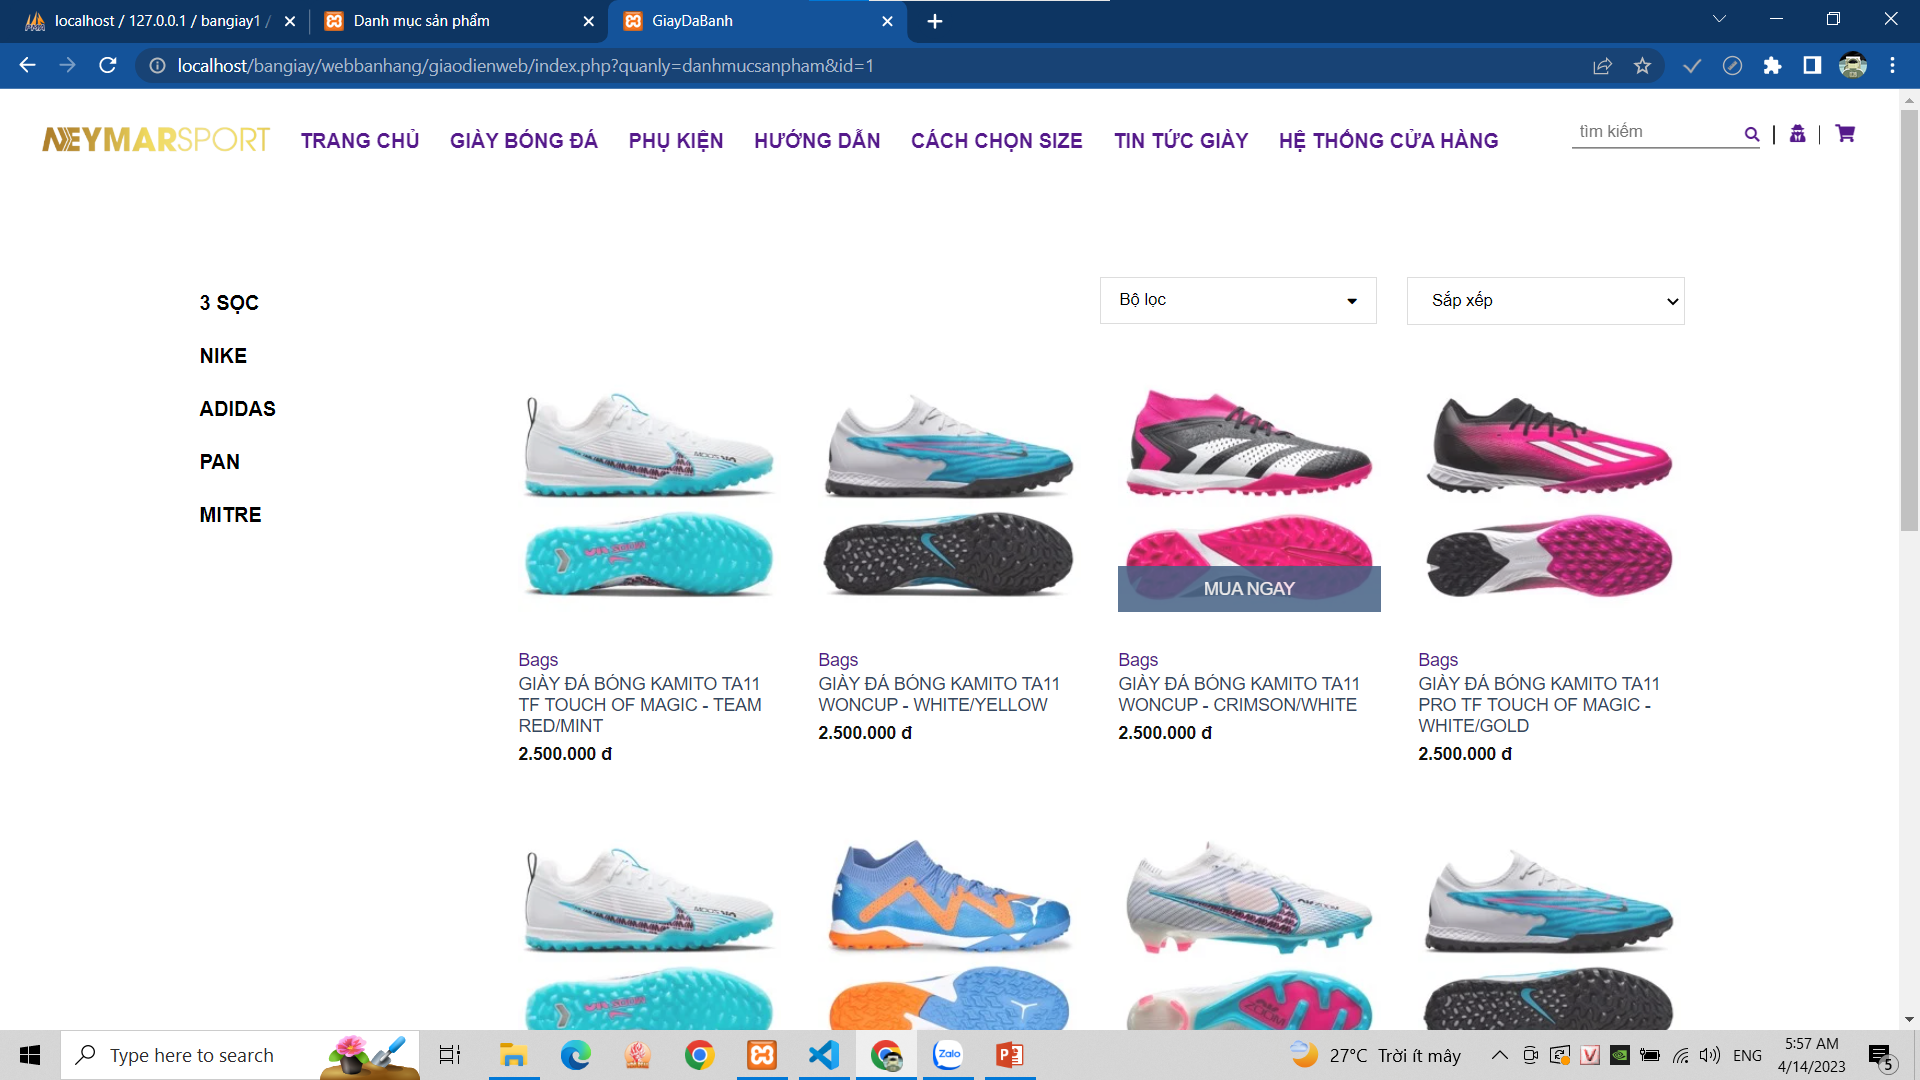 localhost / 127.0.0.1 / bangiay1 /
Danh mục sản phẩm
GiayDaBanh
localhost/bangiay/webbanhang/giaodienweb/index.php?quanly=danhmucsanpham&id=1
NEYMARSPORT
TRANG CHỦ
GIÀY BÓNG ĐÁ
PHỤ KIỆN
HƯỚNG DẪN
CÁCH CHỌN SIZE
TIN TỨC GIÀY
HỆ THỐNG CỬA HÀNG
tìm kiếm
3 SỌC
NIKE
ADIDAS
PAN
MITRE
Bộ lọc
Sắp xếp
MUA NGAY
Bags
GIÀY ĐÁ BÓNG KAMITO TA11
TF TOUCH OF MAGIC - TEAM
RED/MINT
2.500.000 đ
Bags
GIÀY ĐÁ BÓNG KAMITO TA11
WONCUP - WHITE/YELLOW
2.500.000 đ
Bags
GIÀY ĐÁ BÓNG KAMITO TA11
WONCUP - CRIMSON/WHITE
2.500.000 đ
Bags
GIÀY ĐÁ BÓNG KAMITO TA11
PRO TF TOUCH OF MAGIC -
WHITE/GOLD
2.500.000 đ
Type here to search
Zalo
27°C Trời ít mây
ENG
5:57 AM
4/14/2023
5